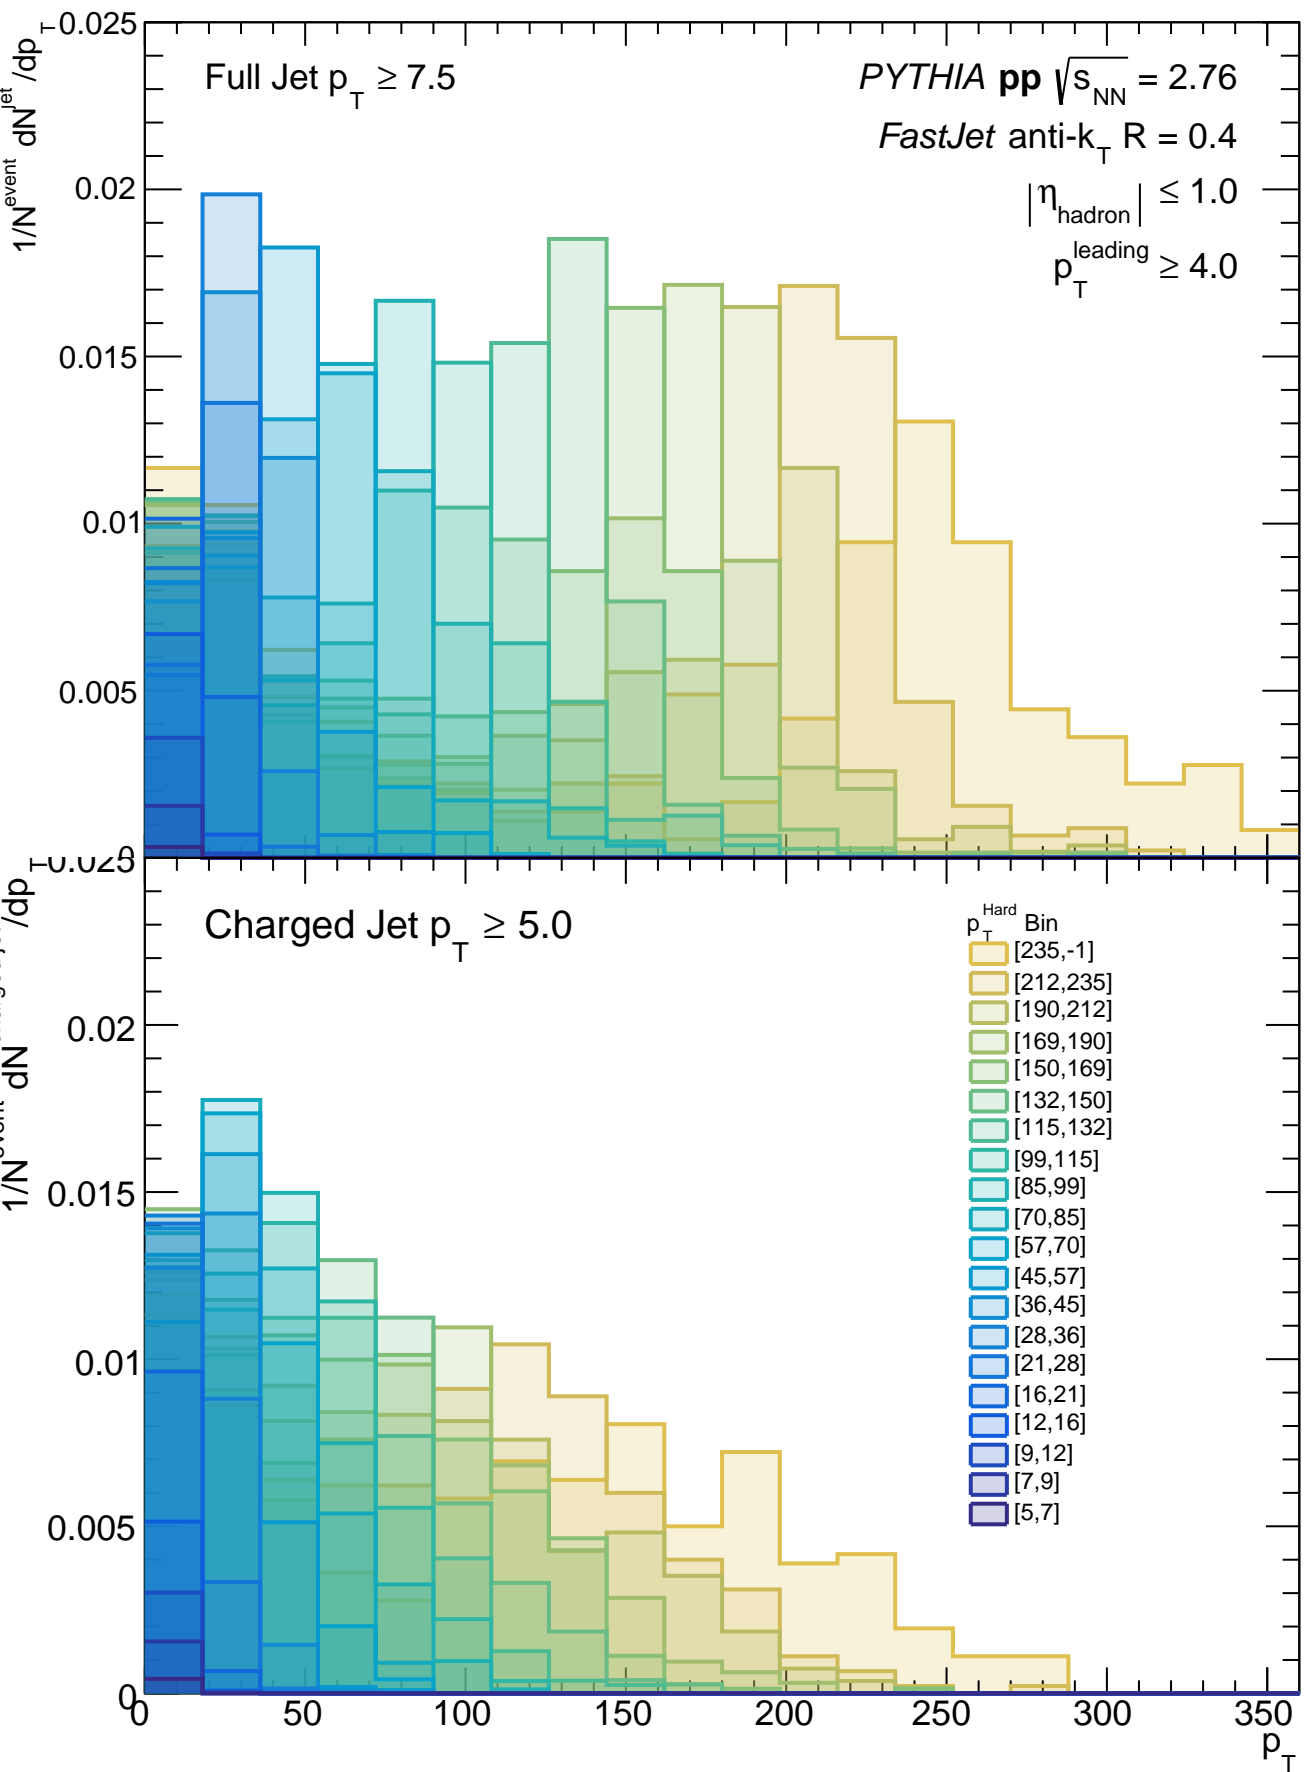 1/N^event dN^jet/dp_T
0.025
0.02
0.015
0.01
0.005
Full Jet p_T ≥ 7.5
PYTHIA pp √s_NN = 2.76
FastJet anti-k_T R = 0.4
|η_hadron| ≤ 1.0
p_T^leading ≥ 4.0
/dp_T
0.02
0.015
0.01
0.005
0
Charged Jet p_T ≥ 5.0
p_T^Hard Bin
[235,-1]
[212,235]
[190,212]
[169,190]
[150,169]
[132,150]
[115,132]
[99,115]
[85,99]
[70,85]
[57,70]
[45,57]
[36,45]
[28,36]
[21,28]
[16,21]
[12,16]
[9,12]
[7,9]
[5,7]
0 50 100 150 200 250 300 350
p_T